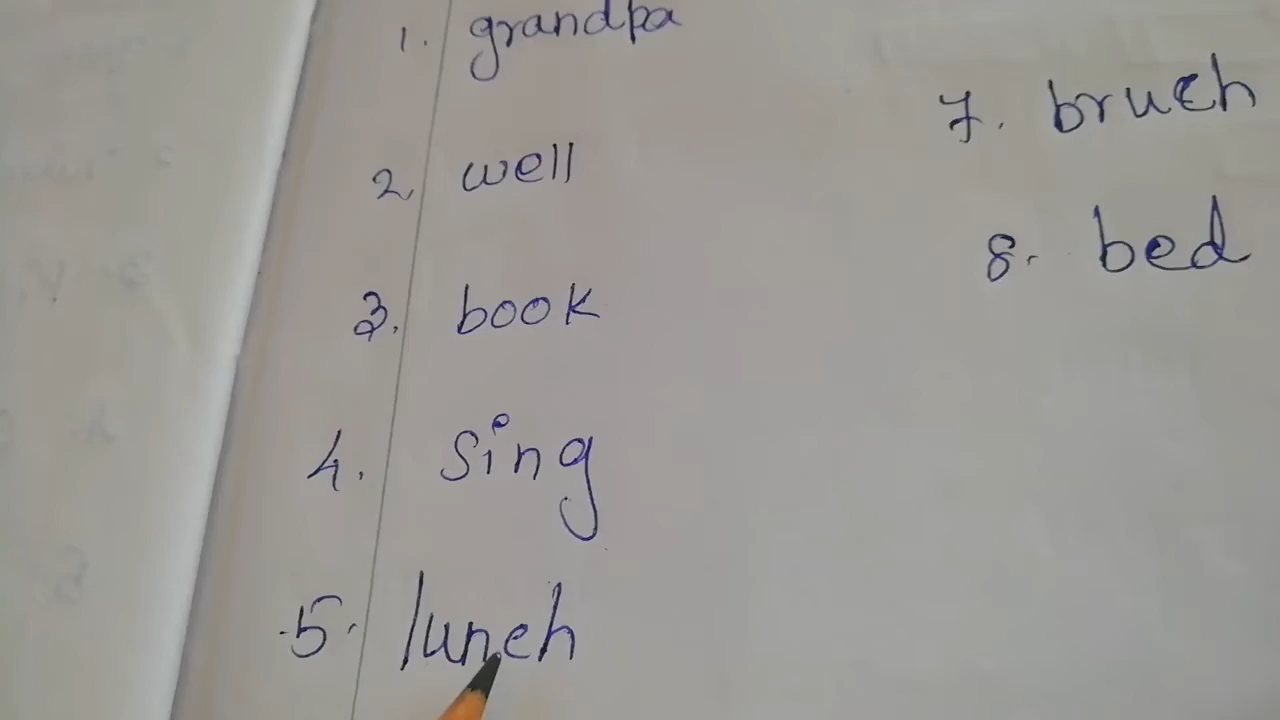 1. grandpa
2 well
3. book
4. sing
5. lunch
7. bruch
8. bed